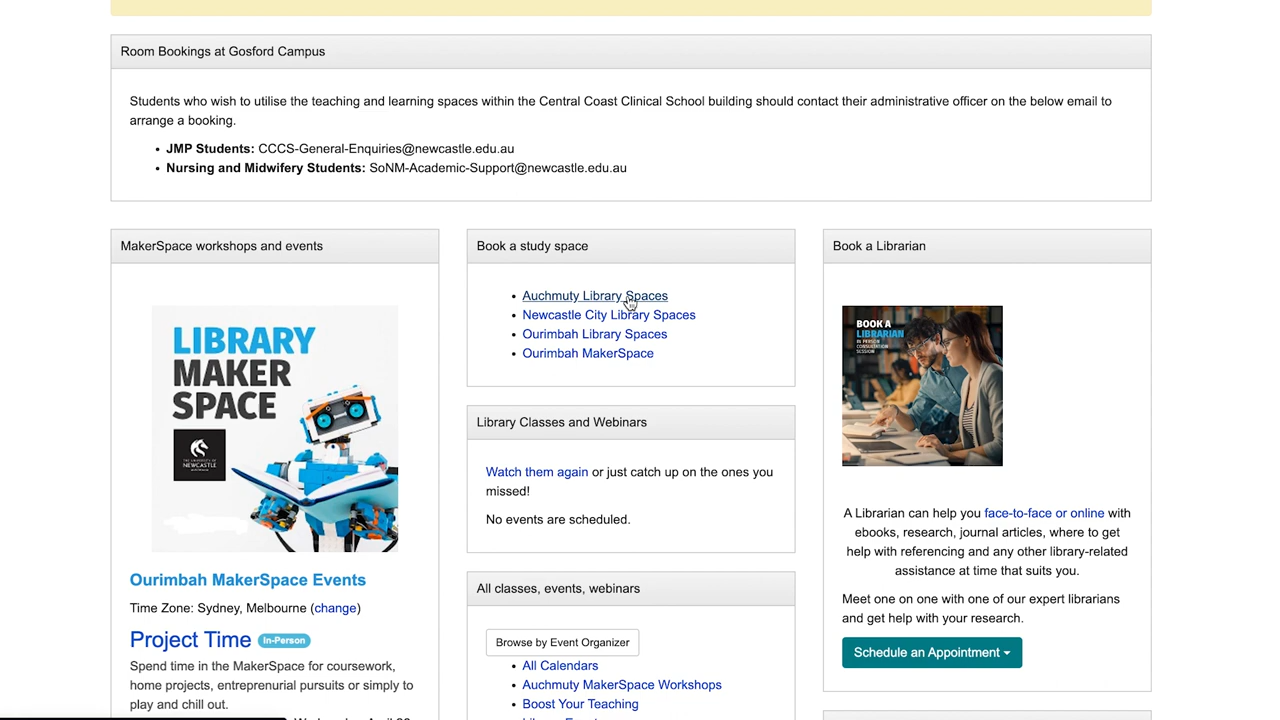 Room Bookings at Gosford Campus
Students who wish to utilise the teaching and learning spaces within the Central Coast Clinical School building should contact their administrative officer on the below email to
arrange a booking.
• JMP Students: CCCS-General-Enquiries@newcastle.edu.au
• Nursing and Midwifery Students: SoNM-Academic-Support@newcastle.edu.au
MakerSpace workshops and events
LIBRARY
MAKER
SPACE
THE UNIVERSITY OF
NEWCASTLE
Ourimbah MakerSpace Events
Time Zone: Sydney, Melbourne (change)
Project Time In-Person
Spend time in the MakerSpace for coursework,
home projects, entreprenurial pursuits or simply to
play and chill out.
Book a study space
• Auchmuty Library Spaces
• Newcastle City Library Spaces
• Ourimbah Library Spaces
• Ourimbah MakerSpace
Library Classes and Webinars
Watch them again or just catch up on the ones you
missed!
No events are scheduled.
All classes, events, webinars
Browse by Event Organizer
• All Calendars
• Auchmuty MakerSpace Workshops
• Boost Your Teaching
Book a Librarian
BOOK A
LIBRARIAN
IN PERSON
CONSULTATION
SESSION
A Librarian can help you face-to-face or online with
ebooks, research, journal articles, where to get
help with referencing and any other library-related
assistance at time that suits you.
Meet one on one with one of our expert librarians
and get help with your research.
Schedule an Appointment